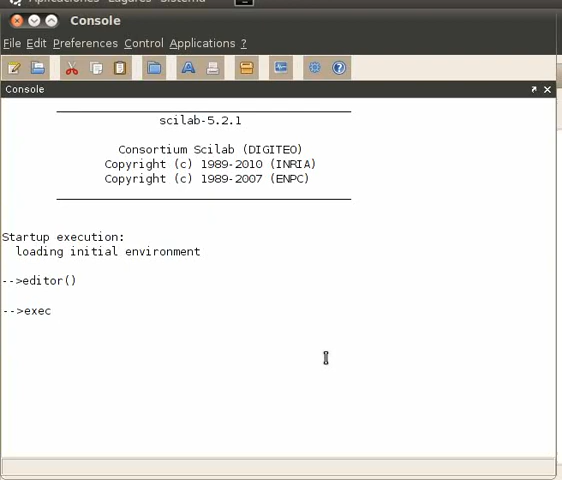 Aplicaciones Lugares Sistema
Console
File Edit Preferences Control Applications ?
Console
scilab-5.2.1
Consortium Scilab (DIGITEO)
Copyright (c) 1989-2010 (INRIA)
Copyright (c) 1989-2007 (ENPC)
Startup execution:
loading initial environment
-->editor()
-->exec